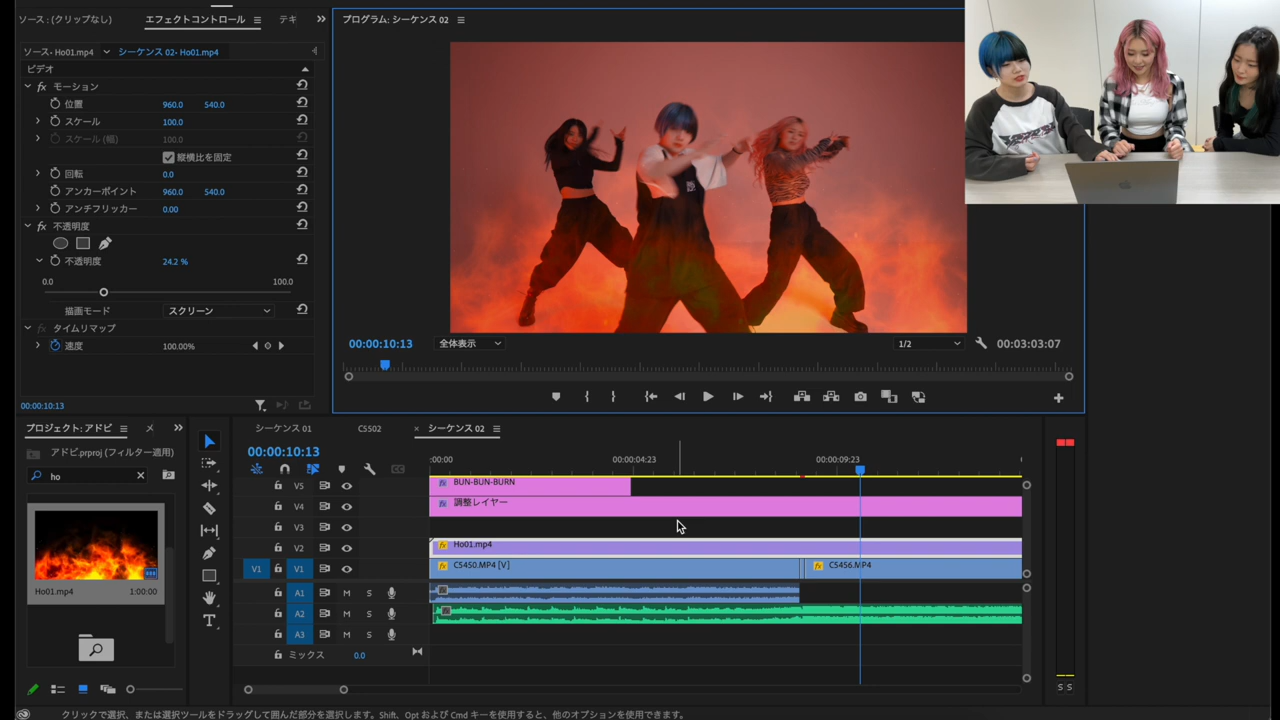 ソース : (クリップなし)
エフェクトコントロール
テキ
プログラム: シーケンス 02
ソース・Ho01.mp4
シーケンス 02・Ho01.mp4
ビデオ
fx モーション
位置 960.0 540.0
スケール 100.0
スケール (幅) 100.0
縦横比を固定
回転 0.0
アンカーポイント 960.0 540.0
アンチフリッカー 0.00
fx 不透明度
不透明度 24.2 %
0.0 100.0
描画モード スクリーン
fx タイムリマップ
速度 100.00%
00:00:10:13
00:00:10:13 全体表示 1/2 00:03:03:07
プロジェクト: アドビ
アドビ.prproj (フィルター適用)
ho
Ho01.mp4 1:00:00
シーケンス 01 C5502 × シーケンス 02
00:00:10:13
:00:00 00:00:04:23 00:00:09:23
V5 fx BUN-BUN-BURN
V4 fx 調整レイヤー
V3
V2 fx Ho01.mp4
V1 V1 fx C5450.MP4 [V] fx C5456.MP4
A1 M S
A2 M S
A3 M S
ミックス 0.0
S S
クリックで選択、または選択ツールをドラッグして囲んだ部分を選択します。Shift、Opt および Cmd キーを使用すると、他のオプションを使用できます。